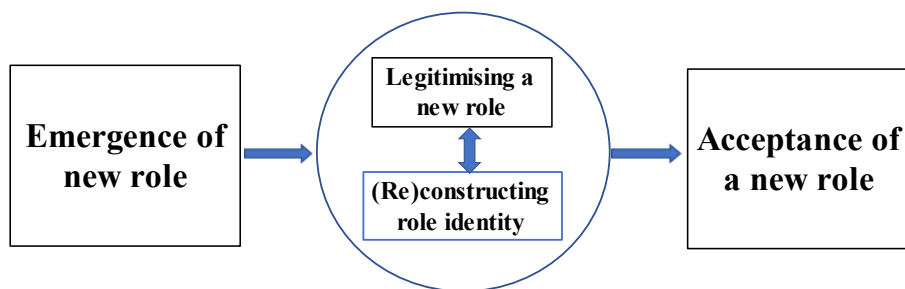 Emergence of
new role
Legitimising a
new role
(Re)constructing
role identity
Acceptance of
a new role